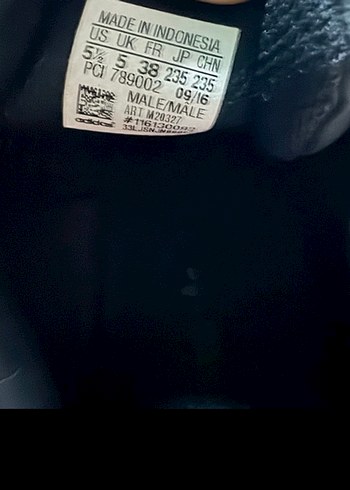 MADE IN INDONESIA
US UK FR JP CHN
5½ 5 38 235 235
PCI 789002 09/16
MALE/MALE
ART M20327
adidas